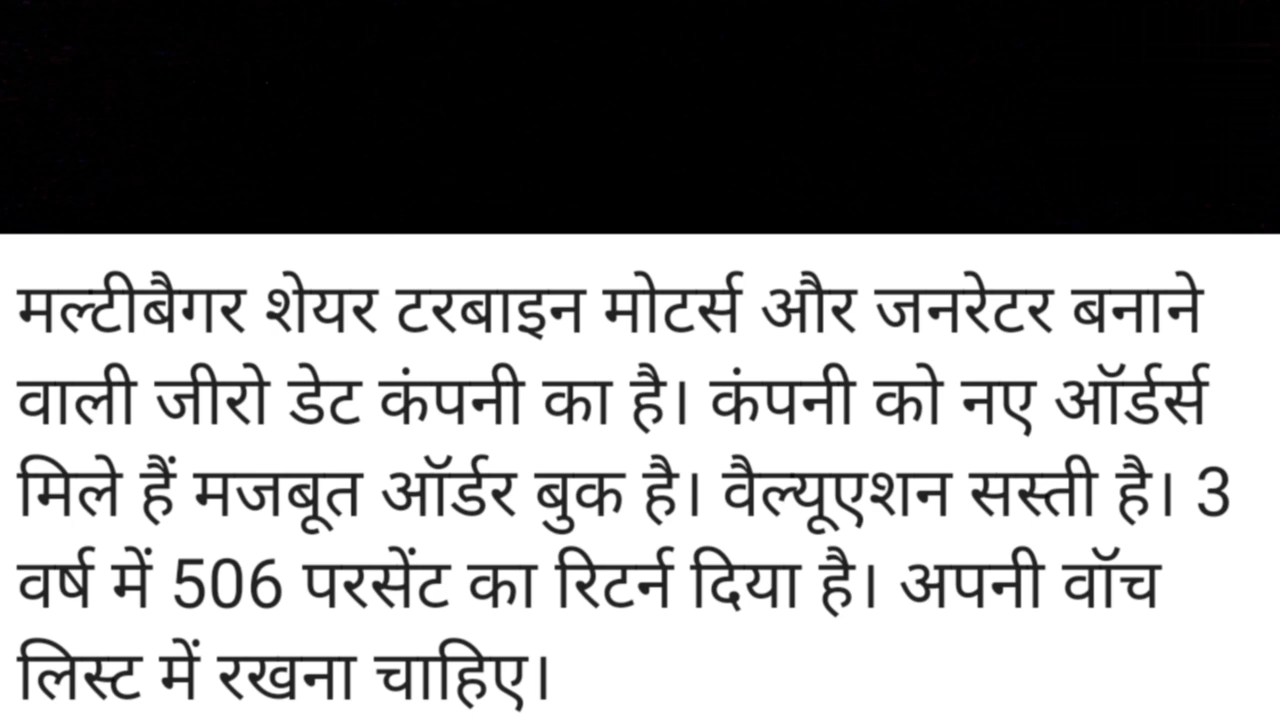 मल्टीबैगर शेयर टरबाइन मोटर्स और जनरेटर बनाने
वाली जीरो डेट कंपनी का है। कंपनी को नए ऑर्डर्स
मिले हैं मजबूत ऑर्डर बुक है। वैल्यूएशन सस्ती है। 3
वर्ष में 506 परसेंट का रिटर्न दिया है। अपनी वॉच
लिस्ट में रखना चाहिए।